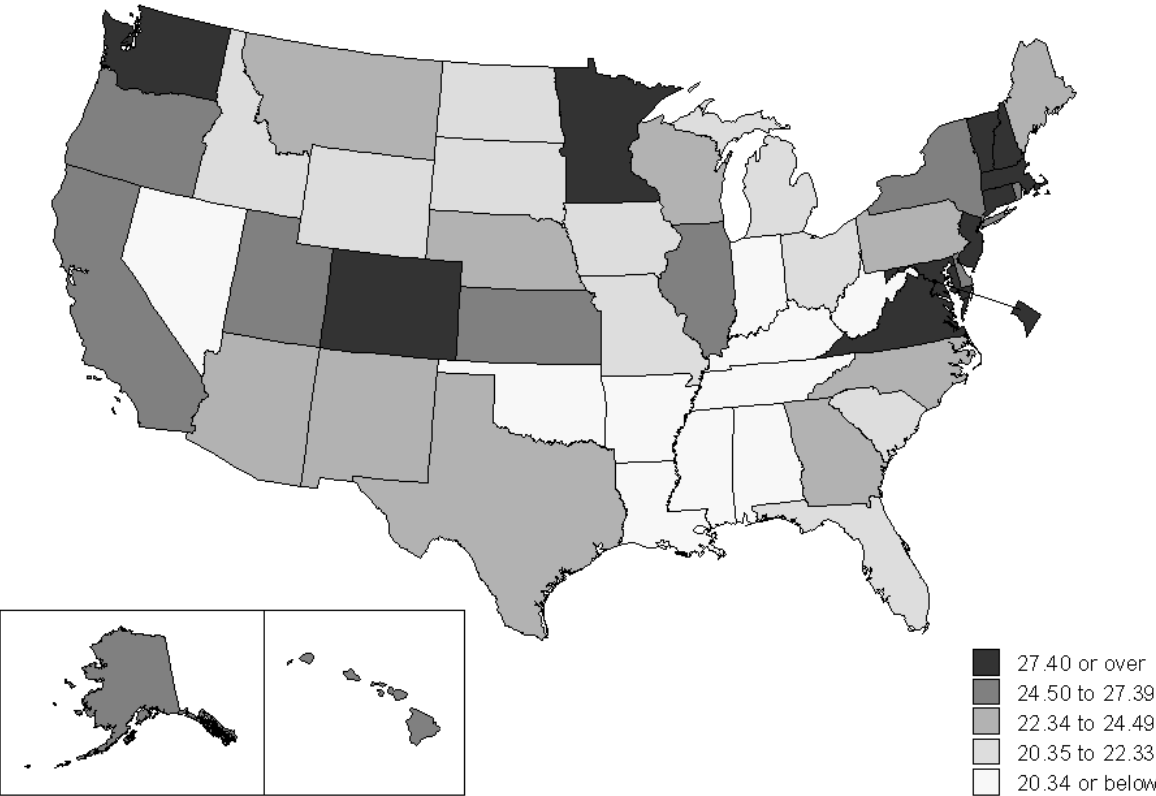 27.40 or over
24.50 to 27.39
22.34 to 24.49
20.35 to 22.33
20.34 or below